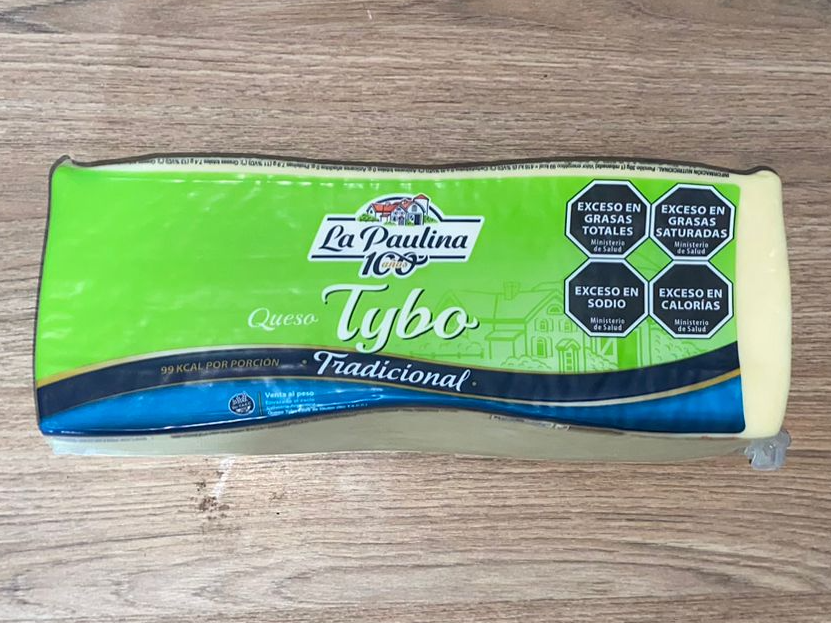 EXCESO EN
GRASAS
TOTALES
Ministerio
de Salud
EXCESO EN
GRASAS
SATURADAS
Ministerio
de Salud
La Paulina
100
años
EXCESO EN
SODIO
Ministerio
de Salud
EXCESO EN
CALORÍAS
Ministerio
de Salud
Queso Tybo
Tradicional
99 KCAL POR PORCIÓN
Venta al peso